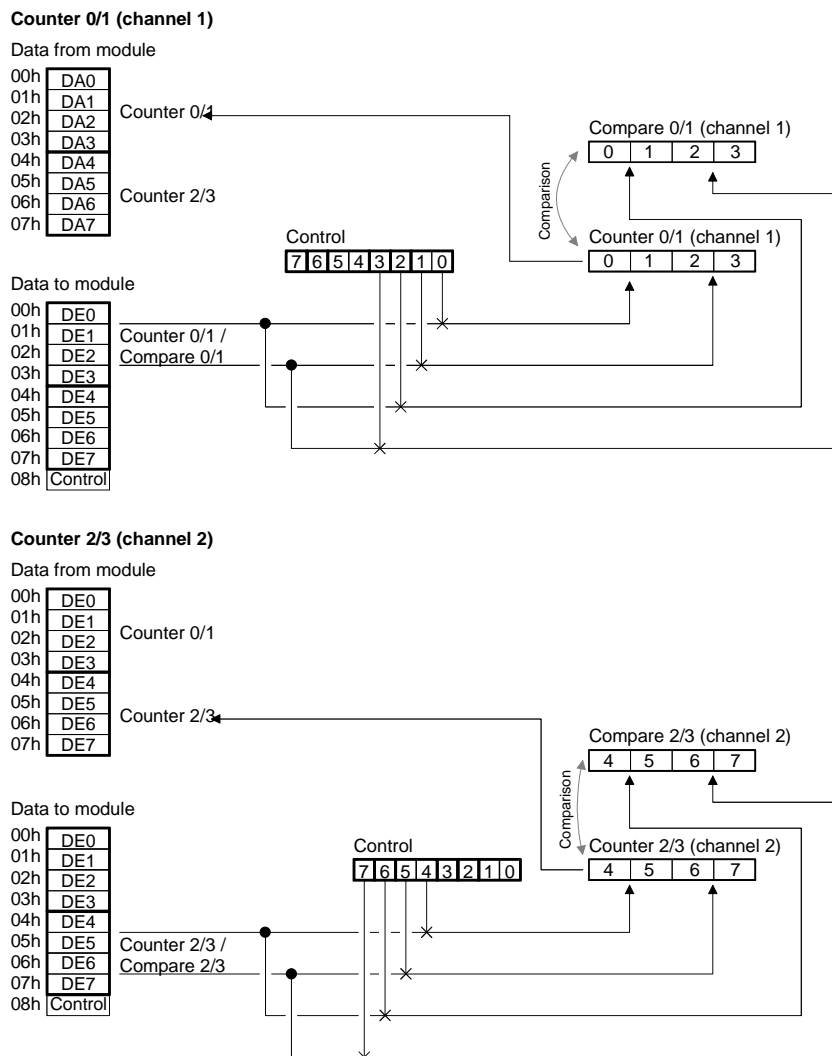 Counter 0/1 (channel 1)
Data from module
00h DA0
01h DA1
02h DA2
03h DA3
04h DA4
05h DA5
06h DA6
07h DA7
Counter 0/1
Counter 2/3
Compare 0/1 (channel 1)
0 1 2 3
Comparison
Counter 0/1 (channel 1)
0 1 2 3
Control
7 6 5 4 3 2 1 0
Data to module
00h DE0
01h DE1
02h DE2
03h DE3
04h DE4
05h DE5
06h DE6
07h DE7
08h Control
Counter 0/1 /
Compare 0/1
Counter 2/3 (channel 2)
Data from module
00h DE0
01h DE1
02h DE2
03h DE3
04h DE4
05h DE5
06h DE6
07h DE7
Counter 0/1
Counter 2/3
Compare 2/3 (channel 2)
4 5 6 7
Comparison
Counter 2/3 (channel 2)
4 5 6 7
Control
7 6 5 4 3 2 1 0
Data to module
00h DE0
01h DE1
02h DE2
03h DE3
04h DE4
05h DE5
06h DE6
07h DE7
08h Control
Counter 2/3 /
Compare 2/3